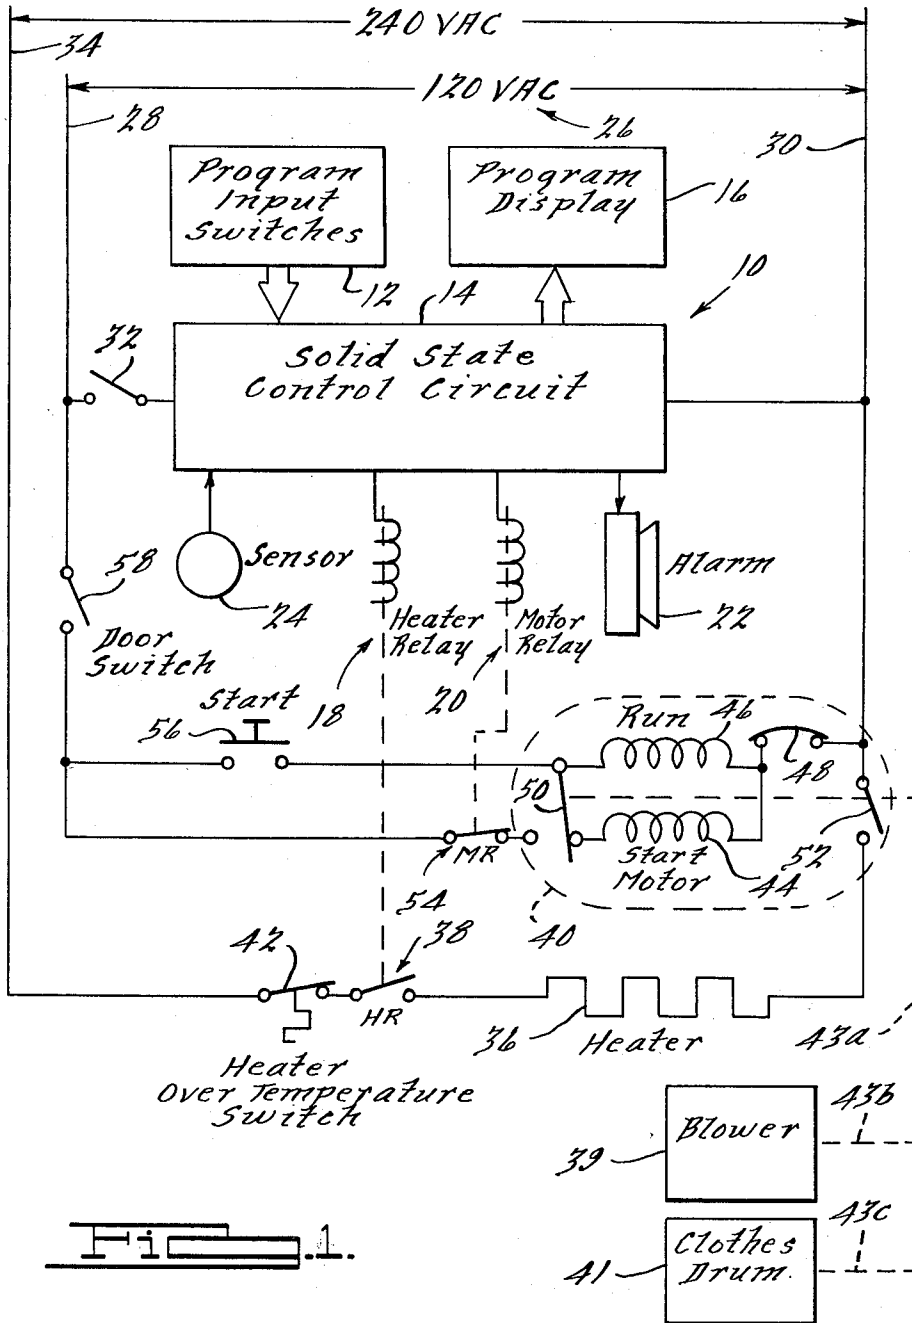 240 VAC
34
120 VAC
28
26
30
Program
Input
Switches
Program
Display
16
12
14
10
32
Solid State
Control Circuit
58
Sensor
24
Alarm
22
Door
Switch
Heater
Relay
Motor
Relay
18
20
Start
56
Run
46
48
50
MR
Start
Motor
44
52
54
40
42
38
HR
36
Heater
43a
Heater
Over Temperature
Switch
Blower
43b
39
43c
Clothes
Drum.
41
Fig. 1.